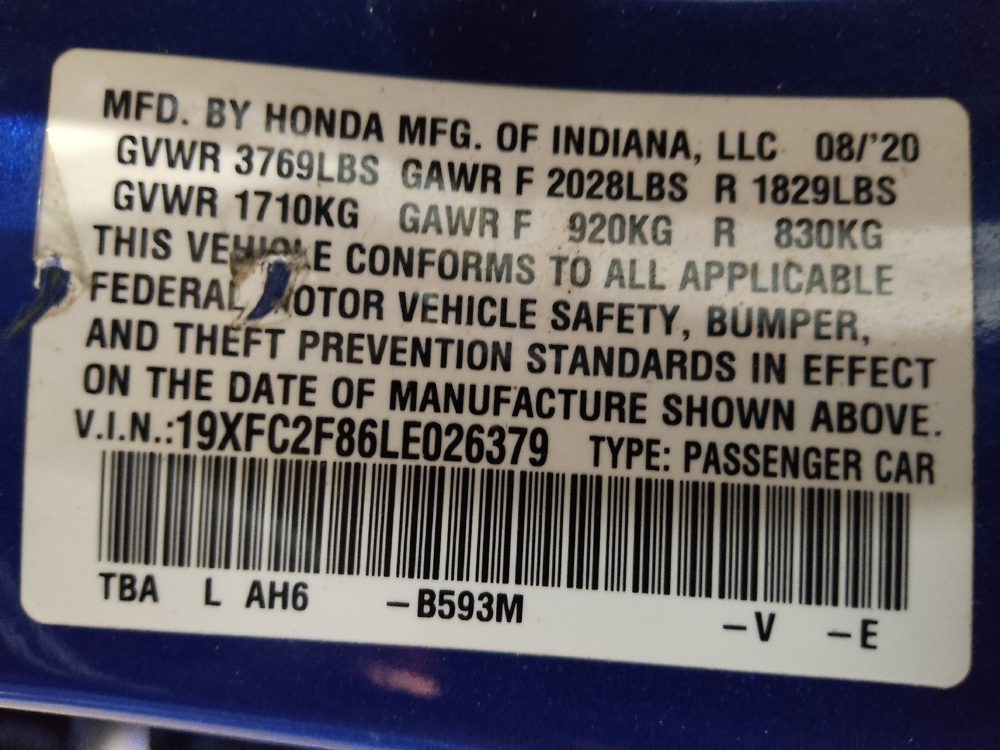 MFD. BY HONDA MFG. OF INDIANA, LLC 08/'20
GVWR 3769LBS GAWR F 2028LBS R 1829LBS
GVWR 1710KG GAWR F 920KG R 830KG
THIS VEHICLE CONFORMS TO ALL APPLICABLE
FEDERAL MOTOR VEHICLE SAFETY, BUMPER,
AND THEFT PREVENTION STANDARDS IN EFFECT
ON THE DATE OF MANUFACTURE SHOWN ABOVE.
V.I.N.:19XFC2F86LE026379 TYPE: PASSENGER CAR
TBA L AH6 –B593M –V –E